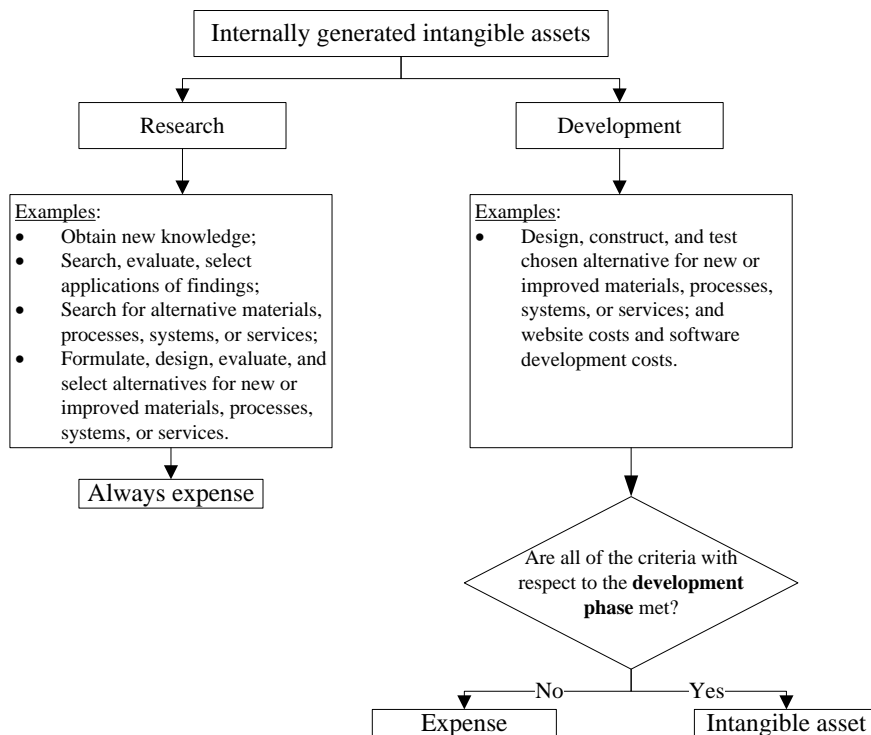 Internally generated intangible assets
Research
Development
Examples:
• Obtain new knowledge;
• Search, evaluate, select
applications of findings;
• Search for alternative materials,
processes, systems, or services;
• Formulate, design, evaluate, and
select alternatives for new or
improved materials, processes,
systems, or services.
Examples:
• Design, construct, and test
chosen alternative for new or
improved materials, processes,
systems, or services; and
website costs and software
development costs.
Always expense
Are all of the criteria with
respect to the development
phase met?
No
Yes
Expense
Intangible asset